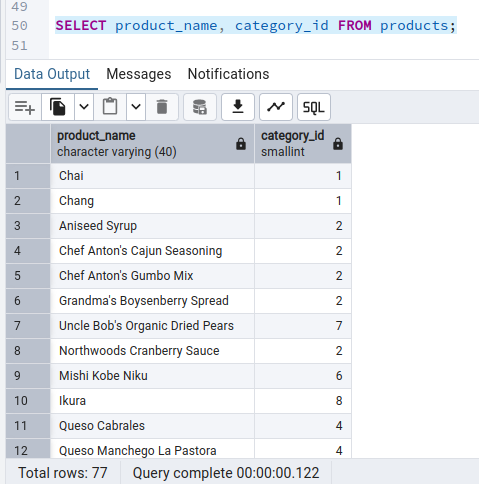 49
50 SELECT product_name, category_id FROM products;
51
Data Output Messages Notifications
SQL
product_name category_id
character varying (40) smallint
1 Chai 1
2 Chang 1
3 Aniseed Syrup 2
4 Chef Anton's Cajun Seasoning 2
5 Chef Anton's Gumbo Mix 2
6 Grandma's Boysenberry Spread 2
7 Uncle Bob's Organic Dried Pears 7
8 Northwoods Cranberry Sauce 2
9 Mishi Kobe Niku 6
10 Ikura 8
11 Queso Cabrales 4
12 Queso Manchego La Pastora 4
Total rows: 77 Query complete 00:00:00.122